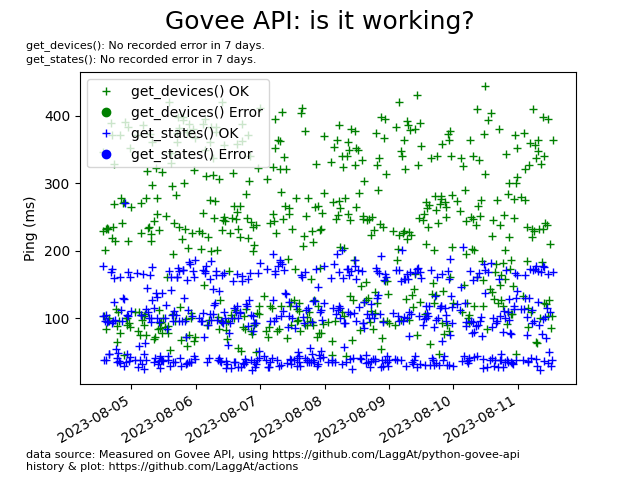 Govee API: is it working?
get_devices(): No recorded error in 7 days.
get_states(): No recorded error in 7 days.
get_devices() OK
get_devices() Error
get_states() OK
get_states() Error
400
300
200
100
Ping (ms)
2023-08-05
2023-08-06
2023-08-07
2023-08-08
2023-08-09
2023-08-10
2023-08-11
data source: Measured on Govee API, using https://github.com/LaggAt/python-govee-api
history & plot: https://github.com/LaggAt/actions